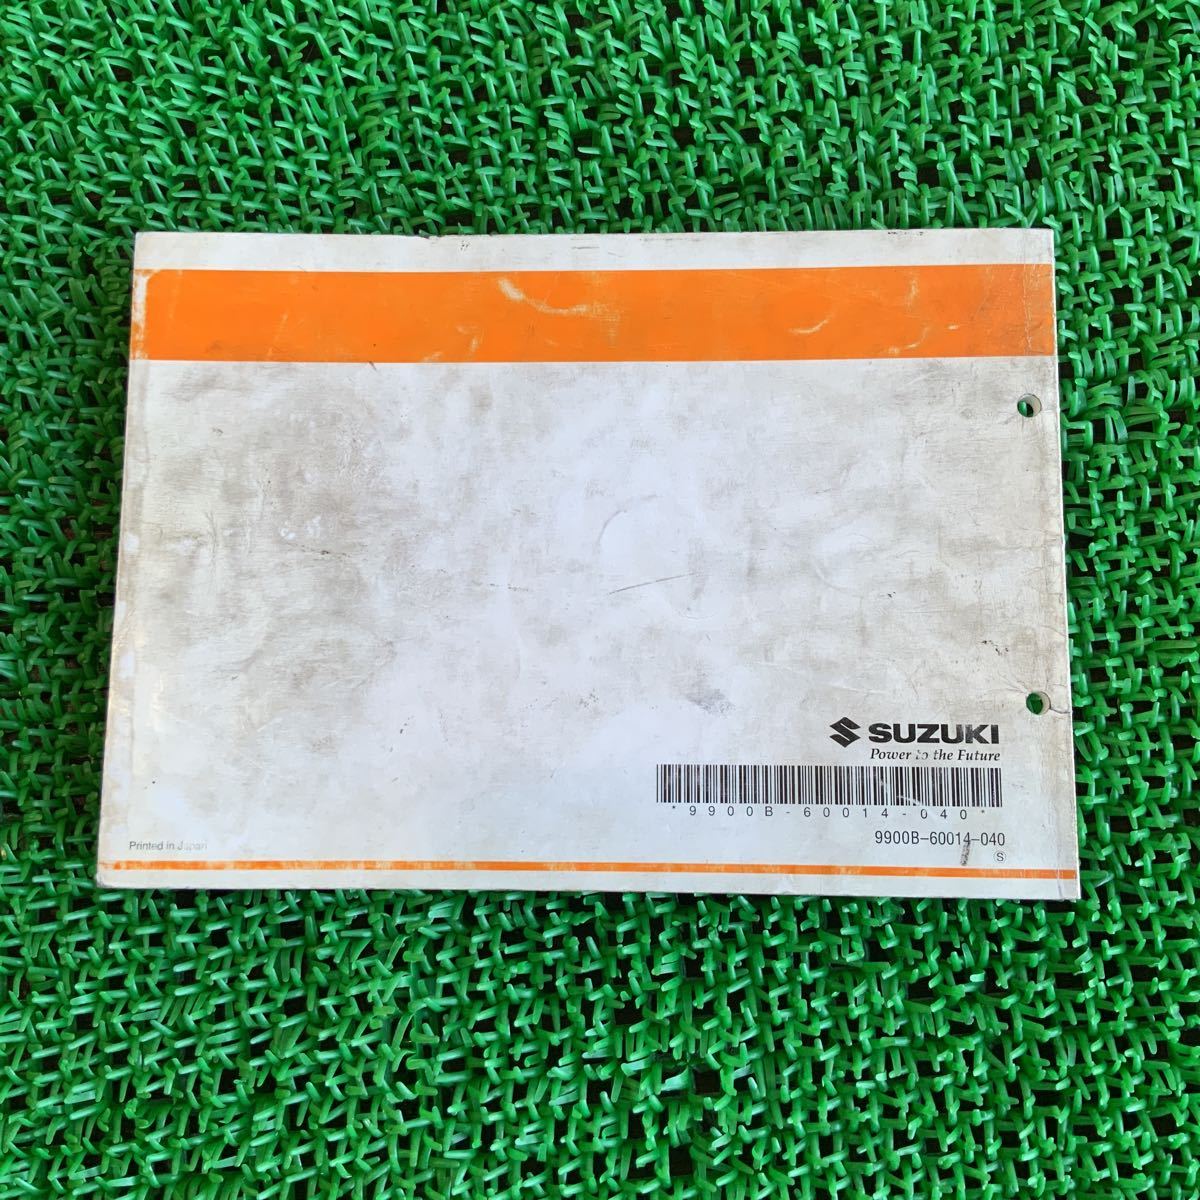 SUZUKI
Power to the Future
*9900B-60014-040*
9900B-60014-040
Ⓢ
Printed in Japan